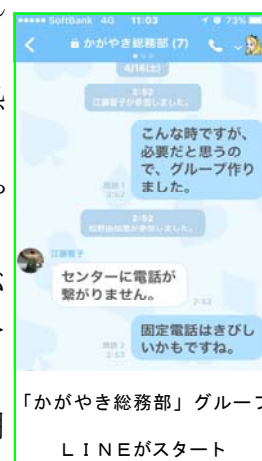 SoftBank 4G 11:03 73%
かがやき総務部 (7)
4/16(土)
2:52
江藤智子が参加しました。
こんな時ですが、
必要だと思うの
で、グループ作り
ました。
既読 1
2:52
2:52
が参加しました。
江藤智子
センターに電話が
繋がりません。
2:53
固定電話はきびし
いかもですね。
既読 2
2:53
「かがやき総務部」グループ
ＬＩＮＥがスタート